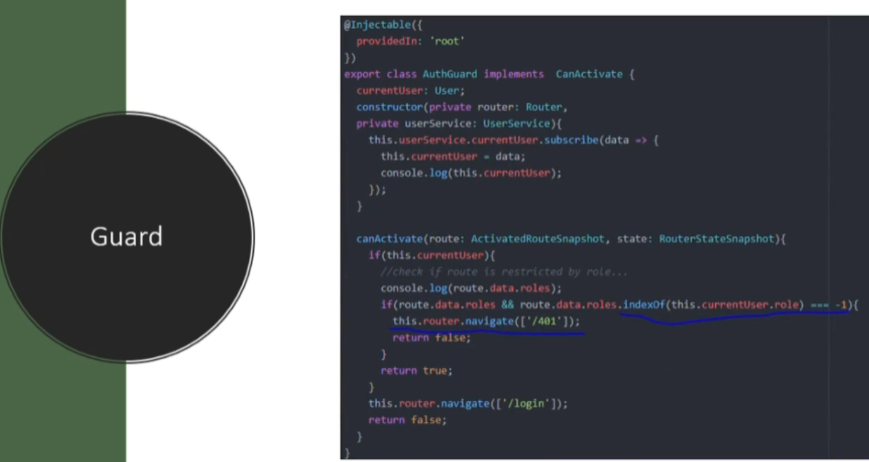 Guard
@Injectable({
  providedIn: 'root'
})
export class AuthGuard implements  CanActivate {
  currentUser: User;
  constructor(private router: Router,
  private userService: UserService){
    this.userService.currentUser.subscribe(data => {
      this.currentUser = data;
      console.log(this.currentUser);
    });
  }

  canActivate(route: ActivatedRouteSnapshot, state: RouterStateSnapshot){
    if(this.currentUser){
      //check if route is restricted by role...
      console.log(route.data.roles);
      if(route.data.roles && route.data.roles.indexOf(this.currentUser.role) === -1){
        this.router.navigate(['/401']);
        return false;
      }
      return true;
    }
    this.router.navigate(['/login']);
    return false;
  }
}